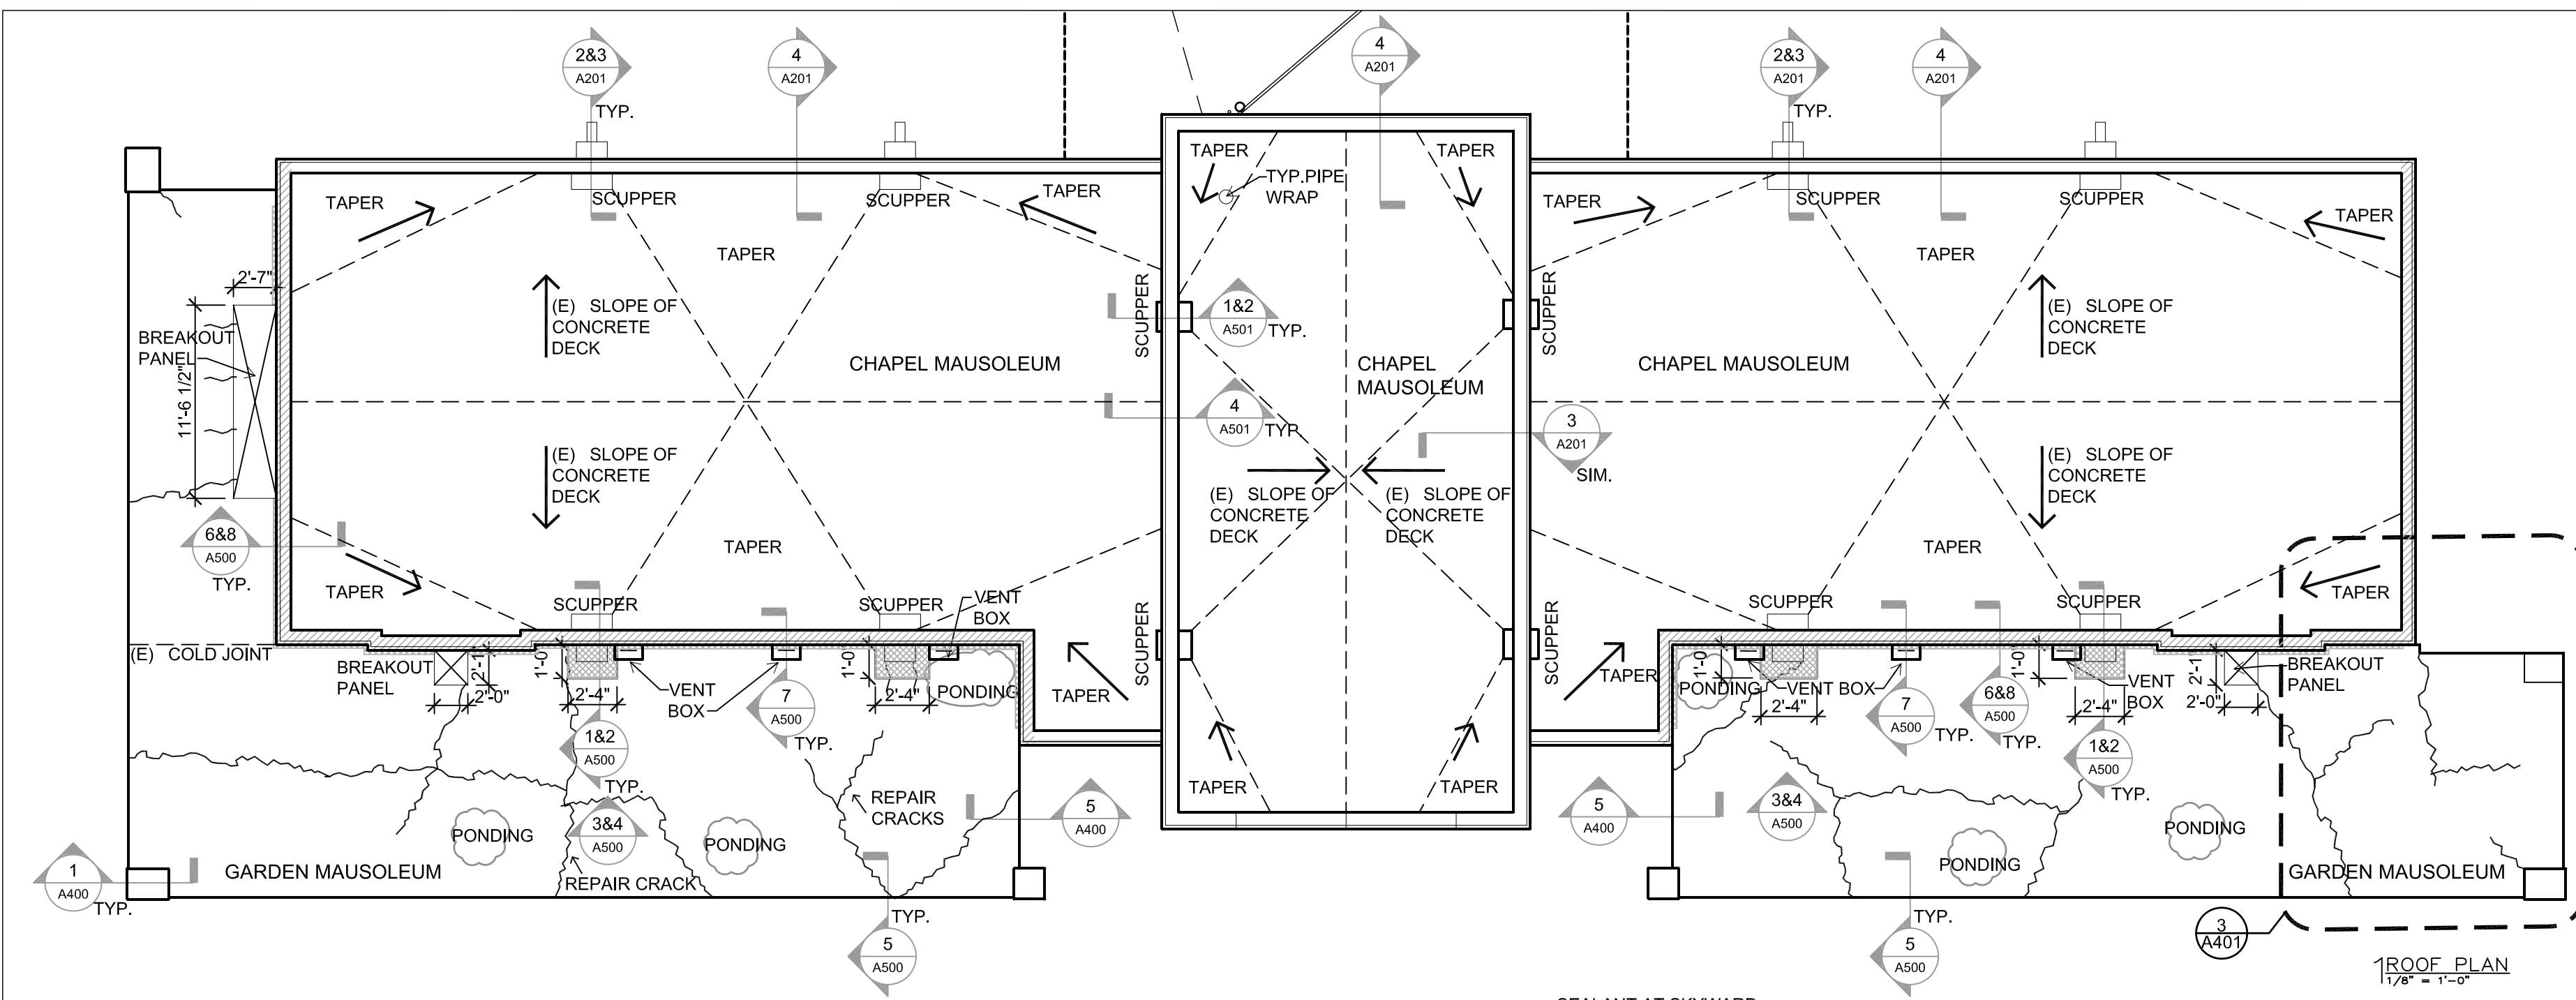 2&3
A201
TYP.
4
A201
4
A201
2&3
A201
TYP.
4
A201
TAPER
SCUPPER
SCUPPER
TAPER
TAPER
TAPER
TYP.PIPE
WRAP
TAPER
SCUPPER
SCUPPER
TAPER
TAPER
TAPER
2'-7"
BREAKOUT
PANEL
11'-6 1/2"
(E) SLOPE OF
CONCRETE
DECK
CHAPEL MAUSOLEUM
SCUPPER
1&2
A501
TYP.
4
A501
TYP
CHAPEL
MAUSOLEUM
SCUPPER
CHAPEL MAUSOLEUM
(E) SLOPE OF
CONCRETE
DECK
3
A201
SIM.
(E) SLOPE OF
CONCRETE
DECK
(E) SLOPE OF
CONCRETE
DECK
(E) SLOPE OF
CONCRETE
DECK
(E) SLOPE OF
CONCRETE
DECK
6&8
A500
TYP.
TAPER
TAPER
SCUPPER
SCUPPER
VENT
BOX
SCUPPER
SCUPPER
TAPER
SCUPPER
SCUPPER
TAPER
(E) COLD JOINT
BREAKOUT
PANEL
2'-1"
2'-0"
1'-0"
2'-4"
VENT
BOX
1'-0"
2'-4"
PONDING
TAPER
TAPER
PONDING
1'-0"
VENT BOX
2'-4"
1'-0"
2'-4"
VENT
BOX
2'-1"
2'-0"
BREAKOUT
PANEL
1&2
A500
TYP.
7
A500
TYP.
7
A500
TYP.
6&8
A500
TYP.
1&2
A500
TYP.
TAPER
TAPER
REPAIR
CRACKS
5
A400
5
A400
3&4
A500
PONDING
3&4
A500
PONDING
PONDING
PONDING
1
A400
TYP.
GARDEN MAUSOLEUM
REPAIR CRACK
GARDEN MAUSOLEUM
TYP.
5
A500
TYP.
5
A500
3
A401
1
ROOF PLAN
1/8" = 1'-0"